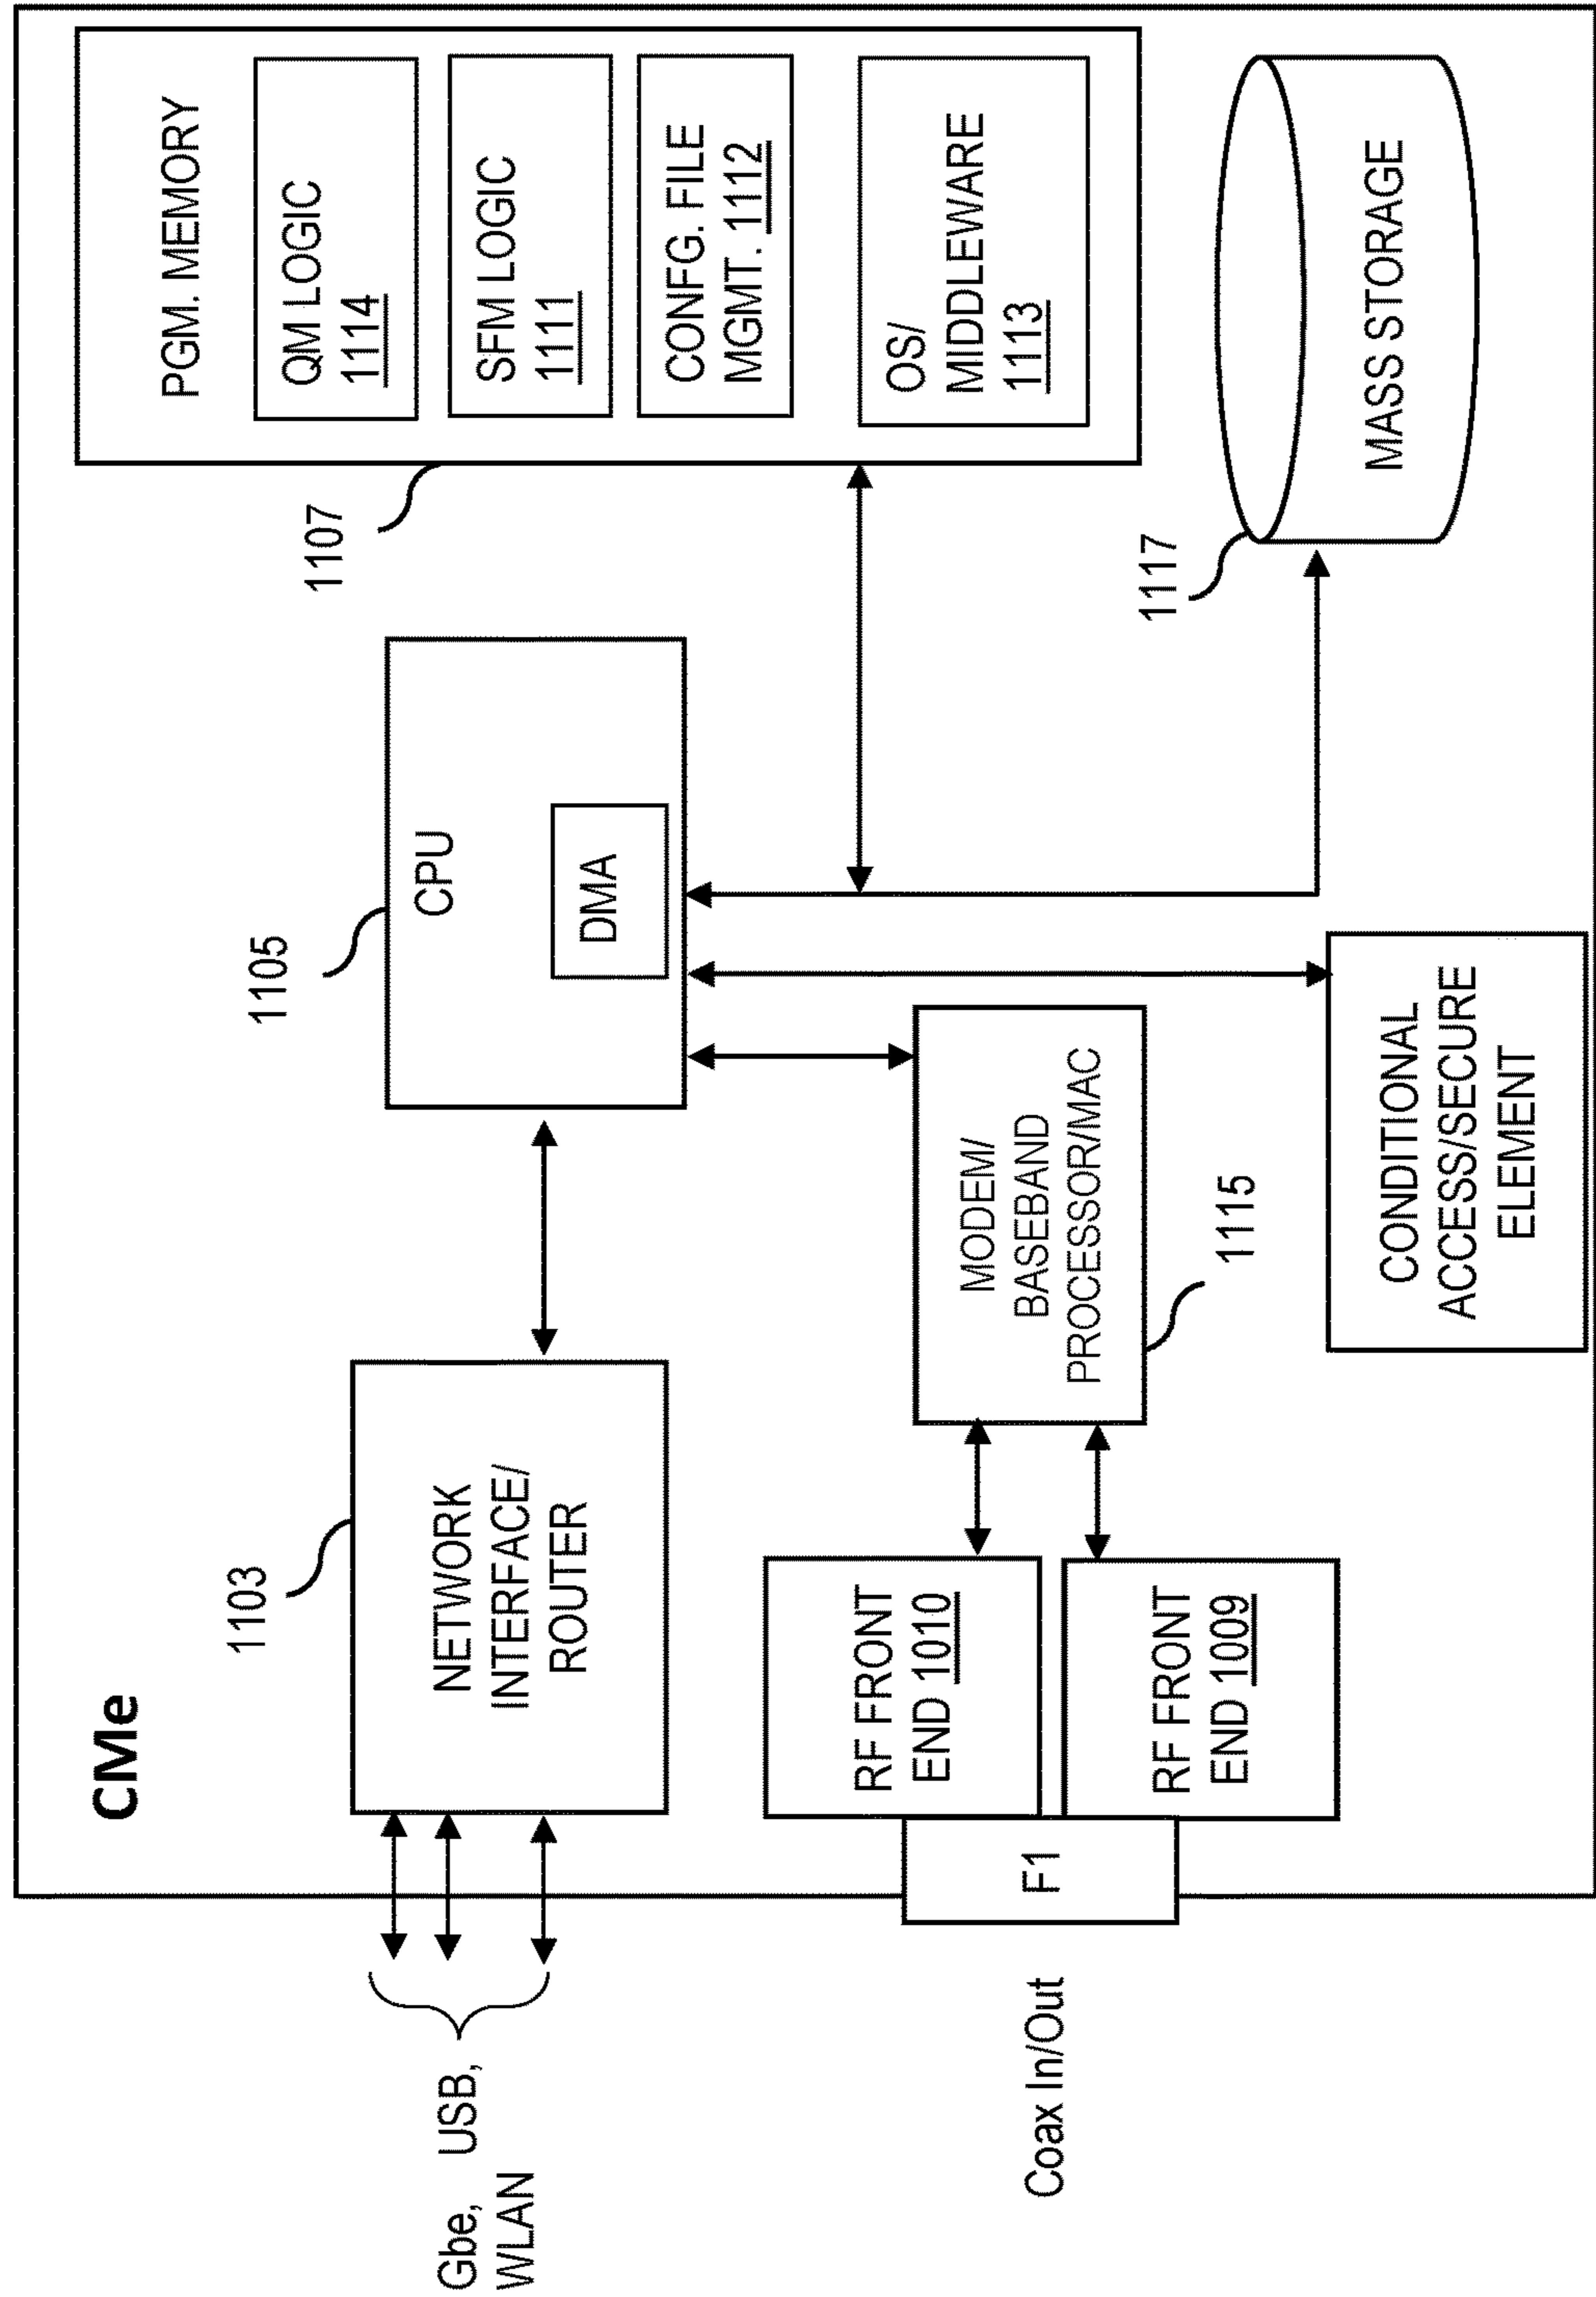 CMe
Gbe, USB,
WLAN
1103
NETWORK
INTERFACE/
ROUTER
1105
CPU
DMA
1107
PGM. MEMORY
QM LOGIC
1114
SFM LOGIC
1111
CONFG. FILE
MGMT. 1112
OS/
MIDDLEWARE
1113
Coax In/Out
F1
RF FRONT
END 1010
RF FRONT
END 1009
MODEM/
BASEBAND
PROCESSOR/MAC
1115
CONDITIONAL
ACCESS/SECURE
ELEMENT
1117
MASS STORAGE